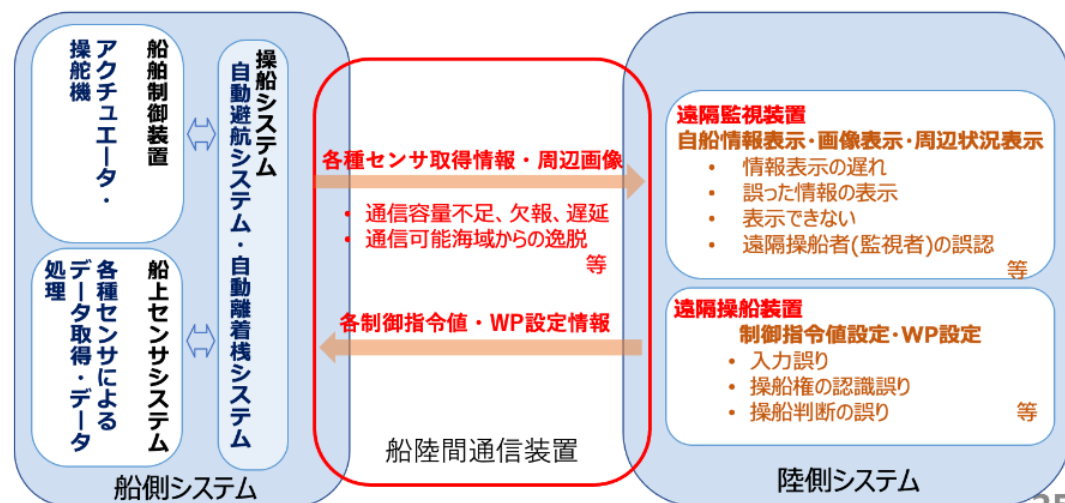 船舶制御装置
アクチュエータ・
操舵機
船上センサシステム
各種センサによる
データ取得・データ
処理
操船システム
自動避航システム・自動離着桟システム
船側システム
各種センサ取得情報・周辺画像
• 通信容量不足、欠報、遅延
• 通信可能海域からの逸脱
等
各制御指令値・WP設定情報
船陸間通信装置
遠隔監視装置
自船情報表示・画像表示・周辺状況表示
• 情報表示の遅れ
• 誤った情報の表示
• 表示できない
• 遠隔操船者(監視者)の誤認
等
遠隔操船装置
制御指令値設定・WP設定
• 入力誤り
• 操船権の認識誤り
• 操船判断の誤り 等
陸側システム